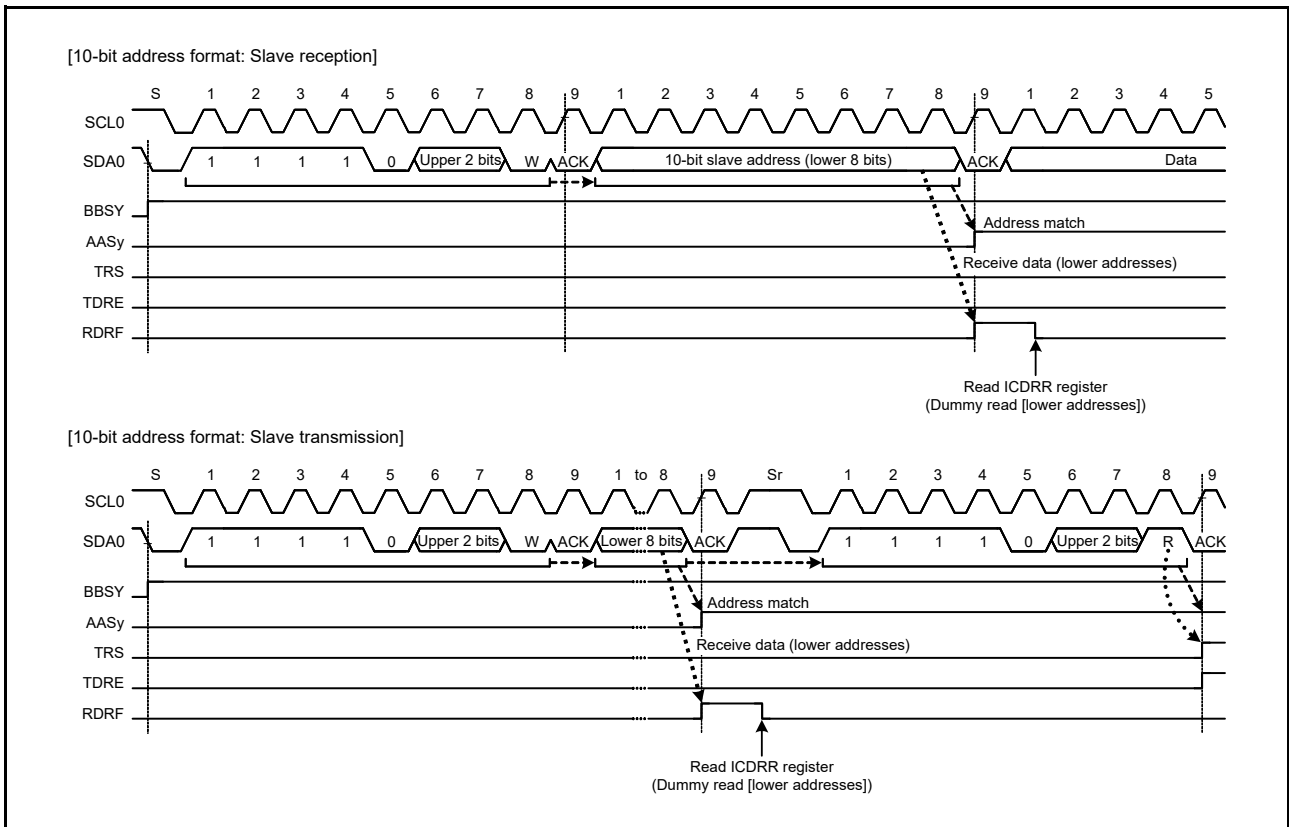 [10-bit address format: Slave reception]
S 1 2 3 4 5 6 7 8 9 1 2 3 4 5 6 7 8 9 1 2 3 4 5
SCL0
SDA0 1 1 1 1 0 Upper 2 bits W ACK 10-bit slave address (lower 8 bits) ACK Data
BBSY
Address match
AASy
Receive data (lower addresses)
TRS
TDRE
RDRF
Read ICDRR register
(Dummy read [lower addresses])
[10-bit address format: Slave transmission]
S 1 2 3 4 5 6 7 8 9 1 to 8 9 Sr 1 2 3 4 5 6 7 8 9
SCL0
SDA0 1 1 1 1 0 Upper 2 bits W ACK Lower 8 bits ACK 1 1 1 1 0 Upper 2 bits R ACK
BBSY
Address match
AASy
Receive data (lower addresses)
TRS
TDRE
RDRF
Read ICDRR register
(Dummy read [lower addresses])